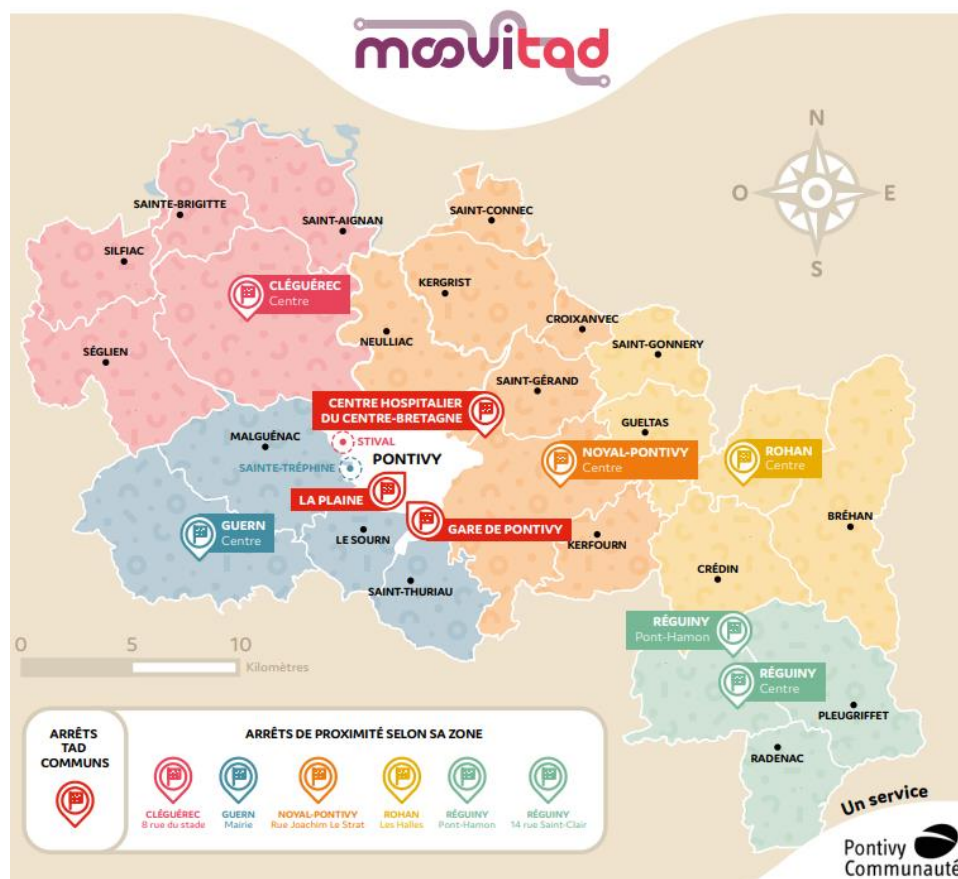 moovitad
N
O
E
S
SAINTE-BRIGITTE
SAINT-CONNEC
SAINT-AIGNAN
SILFIAC
CLÉGUÉREC
Centre
KERGRIST
CROIXANVEC
NEULLIAC
SAINT-GONNERY
SÉGLIEN
SAINT-GÉRAND
CENTRE HOSPITALIER
DU CENTRE-BRETAGNE
GUELTAS
MALGUÉNAC
STIVAL
PONTIVY
NOYAL-PONTIVY
Centre
ROHAN
Centre
SAINTE-TRÉPHINE
LA PLAINE
BRÉHAN
GUERN
Centre
LE SOURN
GARE DE PONTIVY
KERFOURN
CRÉDIN
SAINT-THURIAU
RÉGUINY
Pont-Hamon
0
5
10
Kilomètres
RÉGUINY
Centre
PLEUGRIFFET
RADENAC
ARRÊTS
TAD
COMMUNS
ARRÊTS DE PROXIMITÉ SELON SA ZONE
CLÉGUÉREC
8 rue du stade
GUERN
Mairie
NOYAL-PONTIVY
Rue Joachim Le Strat
ROHAN
Les Halles
RÉGUINY
Pont-Hamon
RÉGUINY
14 rue Saint-Clair
Un service
Pontivy
Communauté